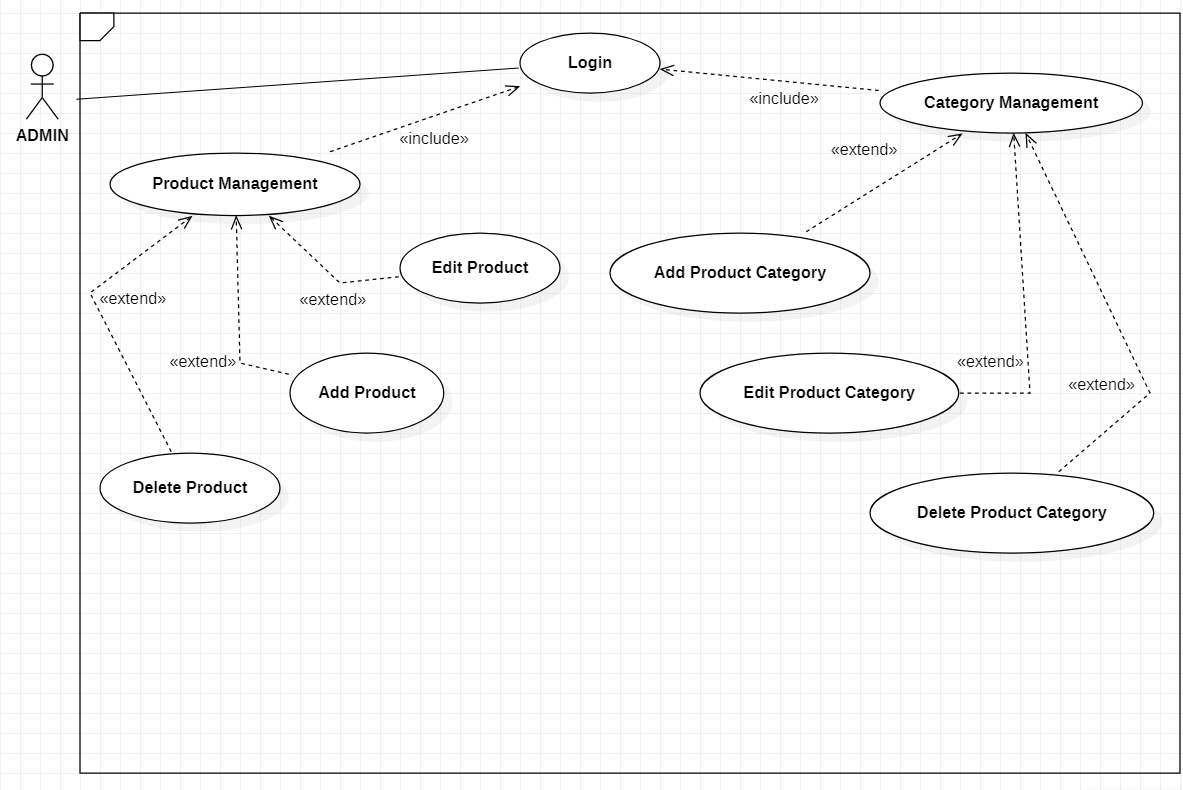 Login
ADMIN
«include»
Category Management
«include»
«extend»
Product Management
Edit Product
Add Product Category
«extend»
«extend»
«extend»
Add Product
«extend»
Edit Product Category
«extend»
Delete Product
Delete Product Category